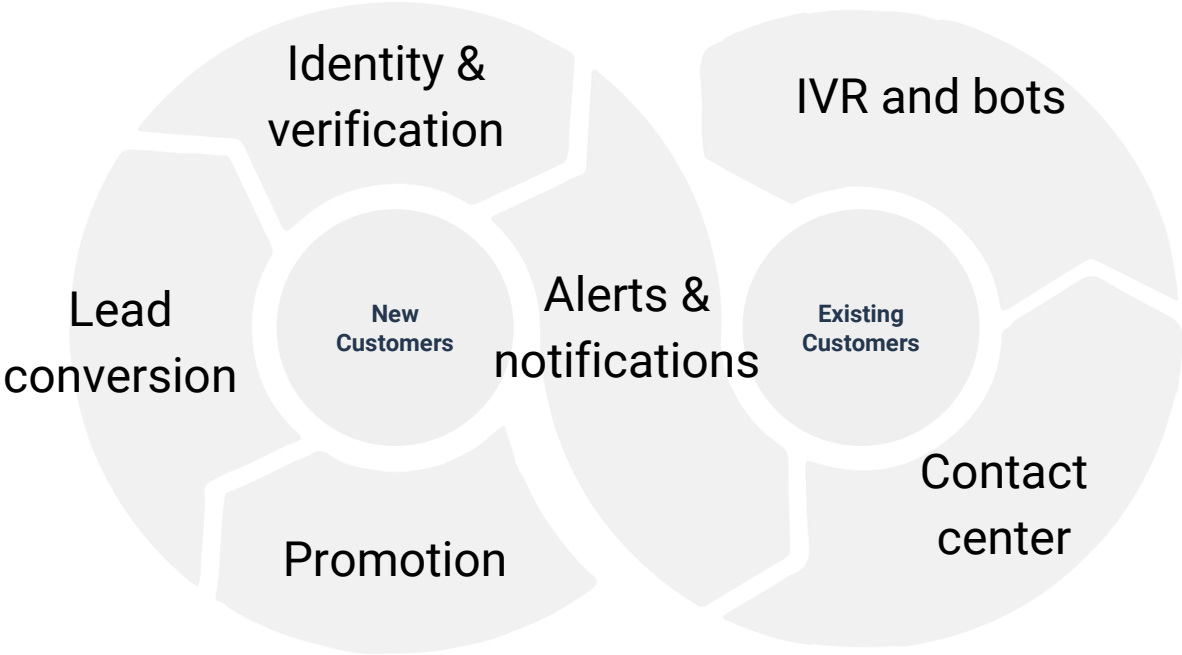 Identity &
verification
IVR and bots
Lead
conversion
New
Customers
Alerts &
notifications
Existing
Customers
Contact
center
Promotion